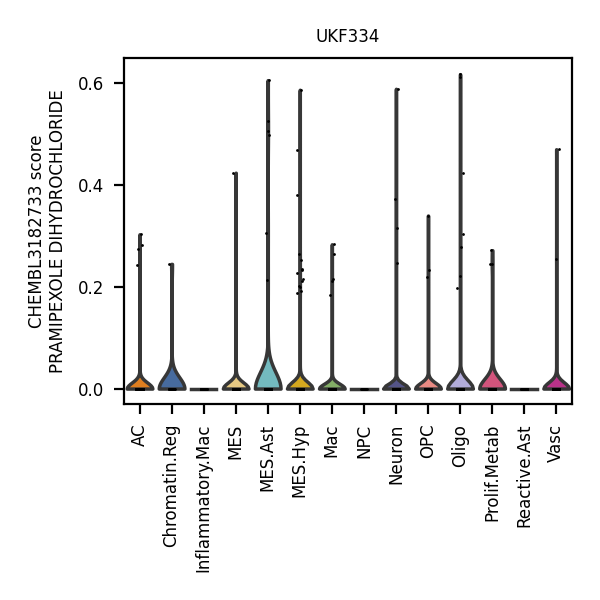 UKF334
CHEMBL3182733 score
PRAMIPEXOLE DIHYDROCHLORIDE
0.6
0.4
0.2
0.0
AC
Chromatin.Reg
Inflammatory.Mac
MES
MES.Ast
MES.Hyp
Mac
NPC
Neuron
OPC
Oligo
Prolif.Metab
Reactive.Ast
Vasc